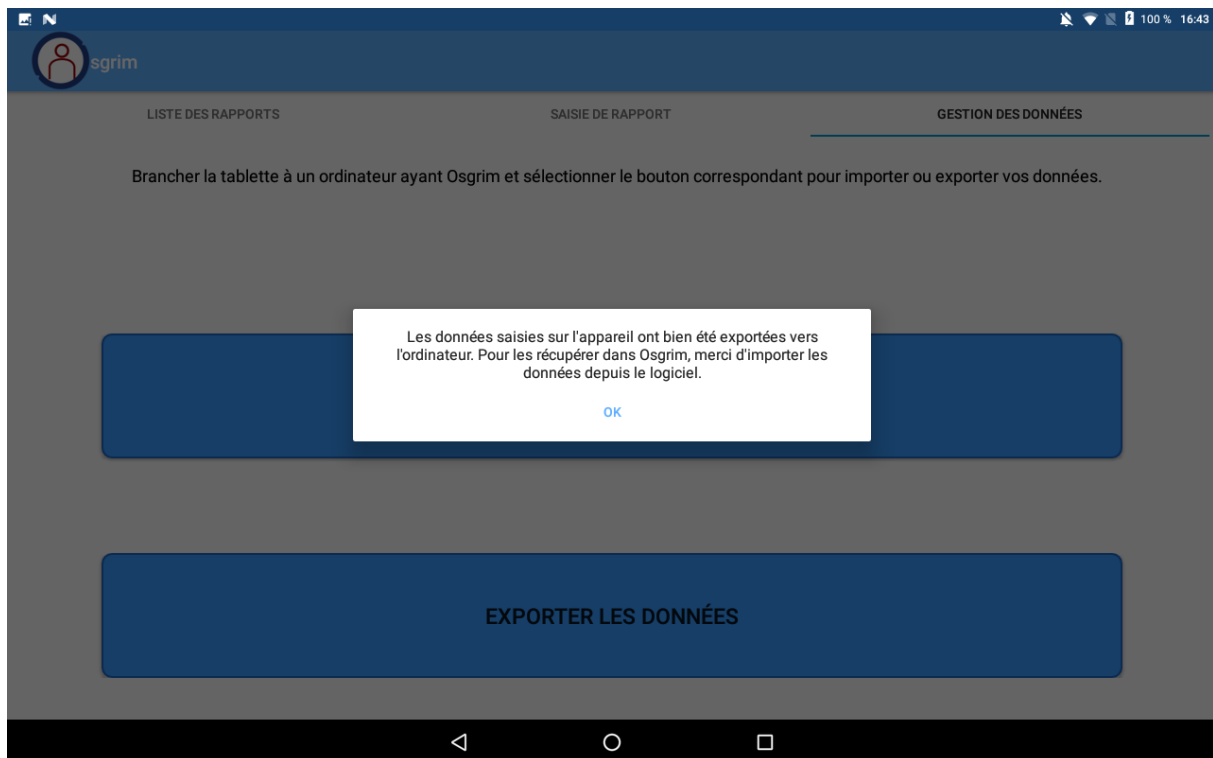 100 % 16:43
sgrim
LISTE DES RAPPORTS SAISIE DE RAPPORT GESTION DES DONNÉES
Brancher la tablette à un ordinateur ayant Osgrim et sélectionner le bouton correspondant pour importer ou exporter vos données.
Les données saisies sur l'appareil ont bien été exportées vers
l'ordinateur. Pour les récupérer dans Osgrim, merci d'importer les
données depuis le logiciel.
OK
EXPORTER LES DONNÉES